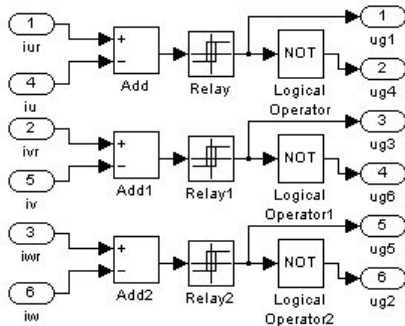 1
iur
+
−
4
iu
Add
Relay
NOT
Logical
Operator
1
ug1
2
ug4
2
ivr
+
−
5
iv
Add1
Relay1
NOT
Logical
Operator1
3
ug3
4
ug6
3
iwr
+
−
6
iw
Add2
Relay2
NOT
Logical
Operator2
5
ug5
6
ug2